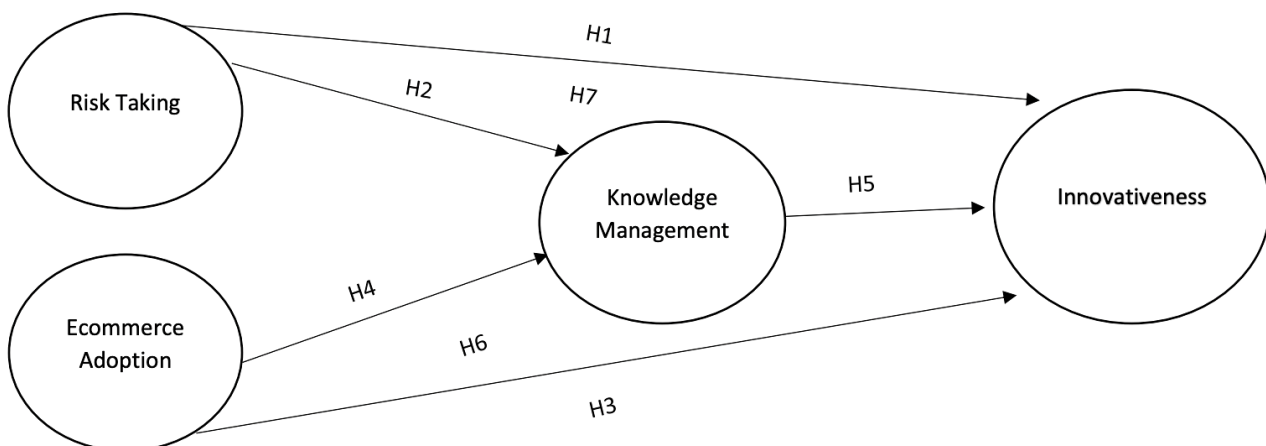 H1
H2
H7
Risk Taking
Knowledge
Management
H5
Innovativeness
H4
Ecommerce
Adoption
H6
H3